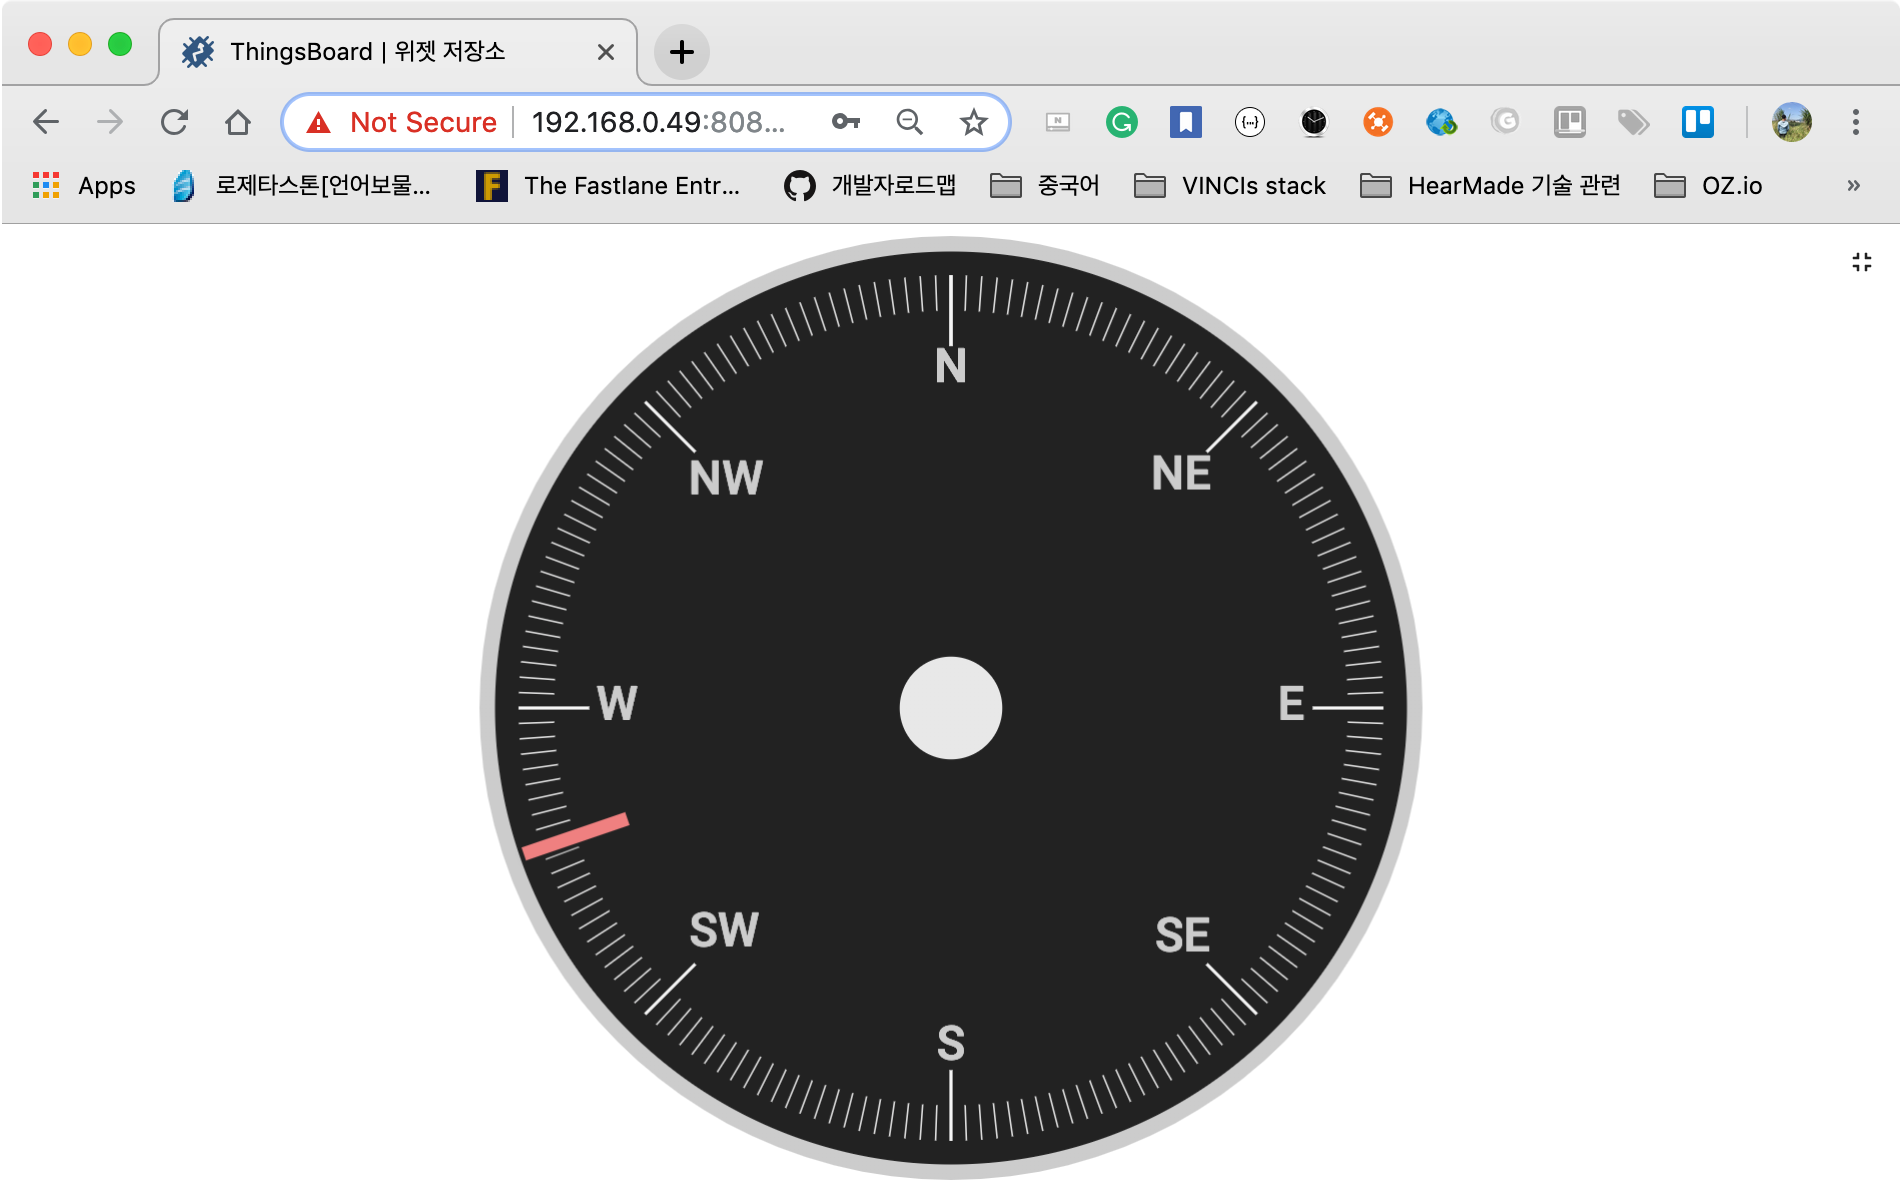 ThingsBoard | 위젯 저장소
Not Secure 192.168.0.49:808...
Apps 로제타스톤[언어보물... The Fastlane Entr... 개발자로드맵 중국어 VINCIs stack HearMade 기술 관련 OZ.io »
N
NW NE
W E
SW SE
S